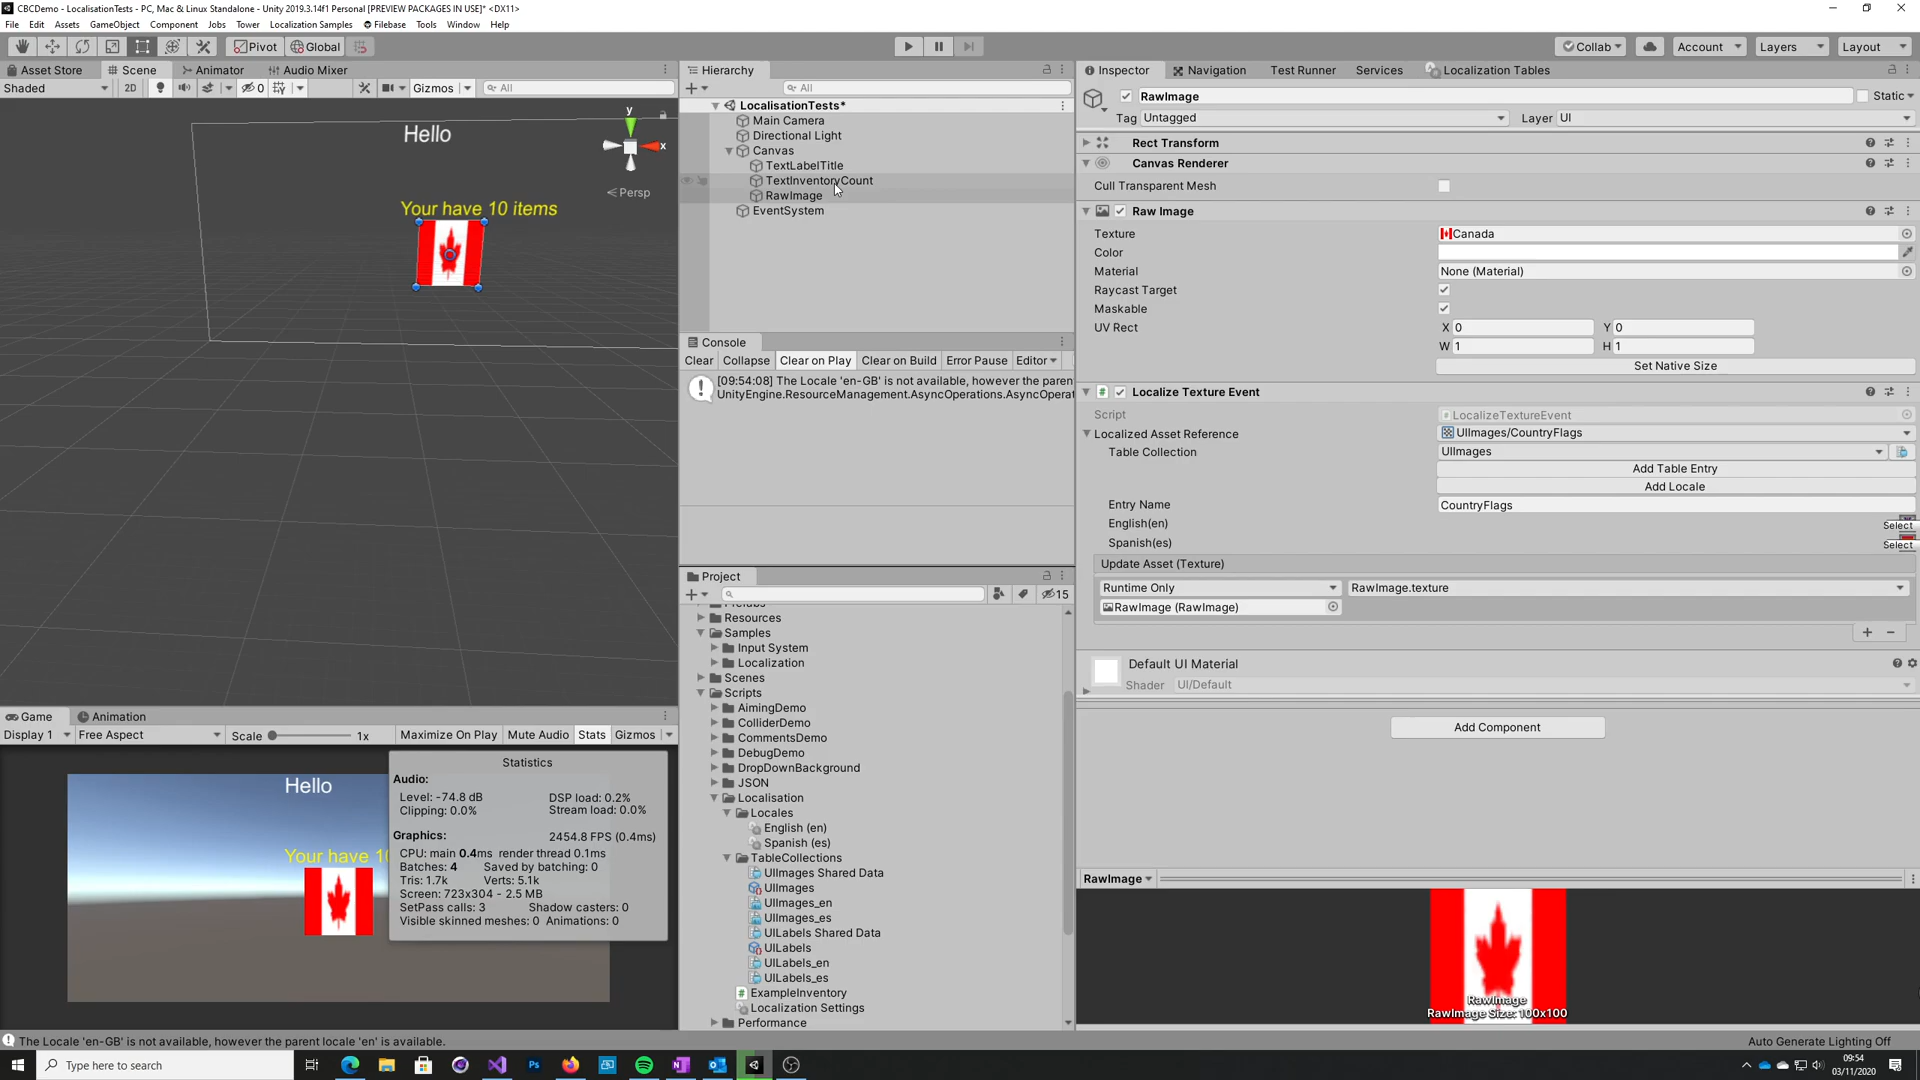 CBCDemo - LocalisationTests - PC, Mac & Linux Standalone - Unity 2019.3.14f1 Personal [PREVIEW PACKAGES IN USE]* <DX11>
File Edit Assets GameObject Component Jobs Tower Localization Samples Filebase Tools Window Help
Pivot Global Collab Account Layers Layout
Asset Store Scene Animator Audio Mixer
Shaded 2D 0 Gizmos All
Hello
y
x
Persp
Your have 10 items
Hierarchy
All
LocalisationTests*
Main Camera
Directional Light
Canvas
TextLabelTitle
TextInventoryCount
RawImage
EventSystem
Console
Clear Collapse Clear on Play Clear on Build Error Pause Editor
[09:54:08] The Locale 'en-GB' is not available, however the paren
UnityEngine.ResourceManagement.AsyncOperations.AsyncOperat
Project
15
Prefabs
Resources
Samples
Input System
Localization
Scenes
Scripts
AimingDemo
ColliderDemo
CommentsDemo
DebugDemo
DropDownBackground
JSON
Localisation
Locales
English (en)
Spanish (es)
TableCollections
UIImages Shared Data
UIImages
UIImages_en
UIImages_es
UILabels Shared Data
UILabels
UILabels_en
UILabels_es
ExampleInventory
Localization Settings
Performance
Game Animation
Display 1 Free Aspect Scale 1x Maximize On Play Mute Audio Stats Gizmos
Hello
Your have 10
Statistics
Audio:
Level: -74.8 dB DSP load: 0.2%
Clipping: 0.0% Stream load: 0.0%
Graphics: 2454.8 FPS (0.4ms)
CPU: main 0.4ms render thread 0.1ms
Batches: 4 Saved by batching: 0
Tris: 1.7k Verts: 5.1k
Screen: 723x304 - 2.5 MB
SetPass calls: 3 Shadow casters: 0
Visible skinned meshes: 0 Animations: 0
Inspector Navigation Test Runner Services Localization Tables
RawImage Static
Tag Untagged Layer UI
Rect Transform
Canvas Renderer
Cull Transparent Mesh
Raw Image
Texture Canada
Color
Material None (Material)
Raycast Target
Maskable
UV Rect X 0 Y 0
W 1 H 1
Set Native Size
Localize Texture Event
Script LocalizeTextureEvent
Localized Asset Reference UIImages/CountryFlags
Table Collection UIImages
Add Table Entry
Add Locale
Entry Name CountryFlags
English(en) Select
Spanish(es) Select
Update Asset (Texture)
Runtime Only RawImage.texture
RawImage (RawImage)
Default UI Material
Shader UI/Default
Add Component
RawImage
RawImage
RawImage Size: 100x100
The Locale 'en-GB' is not available, however the parent locale 'en' is available.
Auto Generate Lighting Off
Type here to search
09:54
03/11/2020